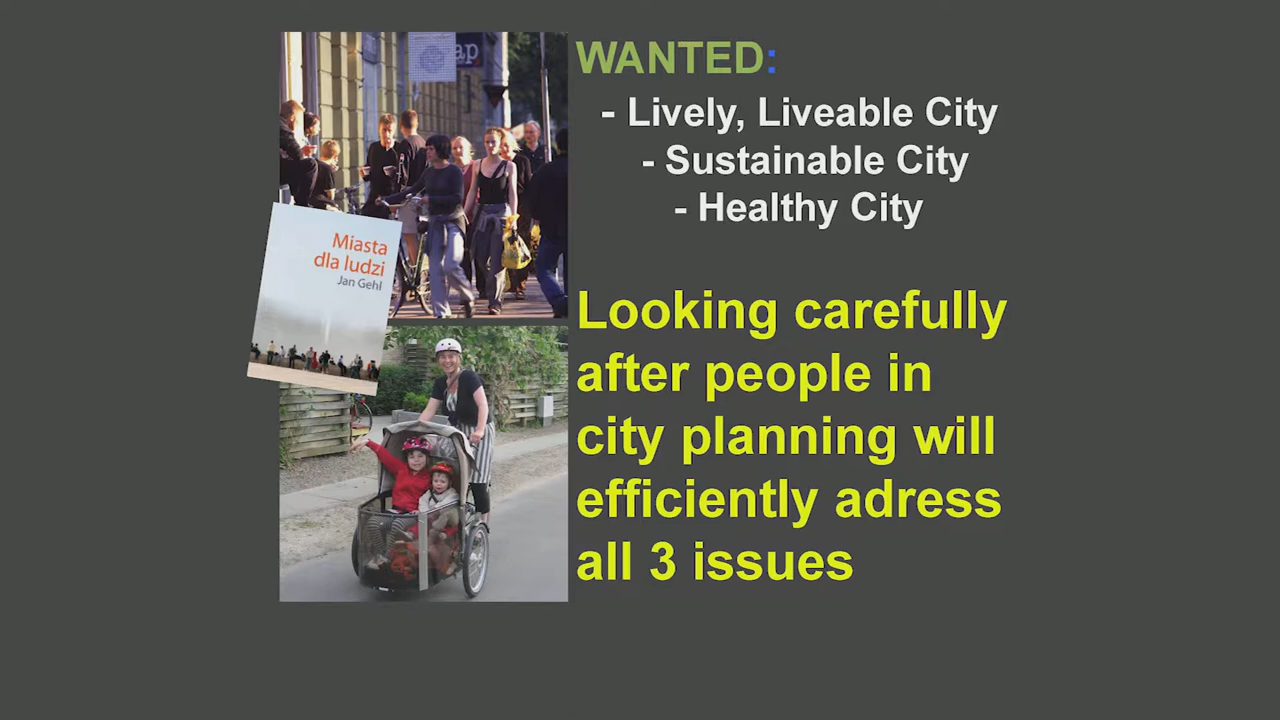 ap
WANTED:
- Lively, Liveable City
- Sustainable City
- Healthy City
Miasta
dla ludzi
Jan Gehl
Looking carefully
after people in
city planning will
efficiently adress
all 3 issues